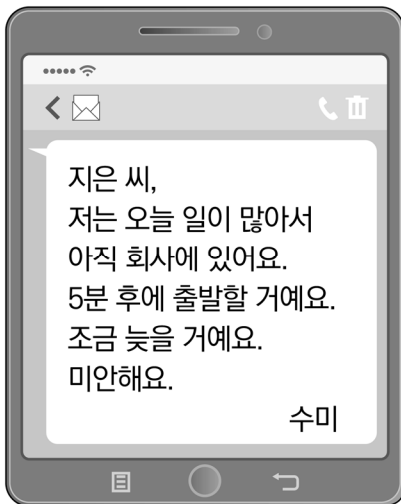 지은 씨,
저는 오늘 일이 많아서
아직 회사에 있어요.
5분 후에 출발할 거예요.
조금 늦을 거예요.
미안해요.
수미